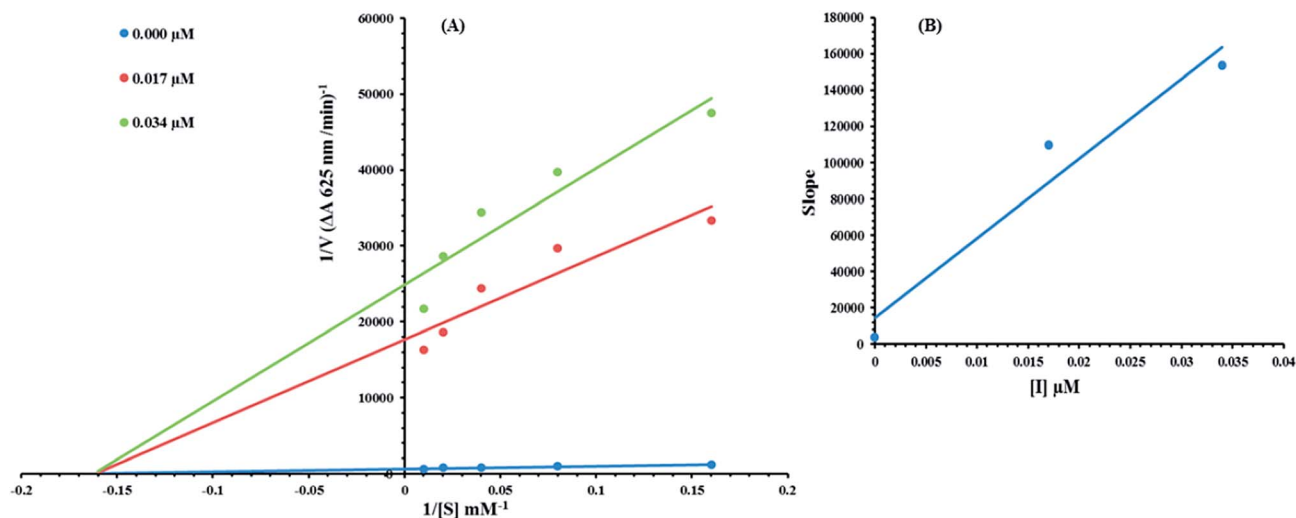 0.000 µM
0.017 µM
0.034 µM
(A)
1/V (ΔA 625 nm /min)-1
60000
50000
40000
30000
20000
10000
0
-0.2 -0.15 -0.1 -0.05 0 0.05 0.1 0.15 0.2
1/[S] mM-1
(B)
Slope
180000
160000
140000
120000
100000
80000
60000
40000
20000
0
0 0.005 0.01 0.015 0.02 0.025 0.03 0.035 0.04
[I] µM